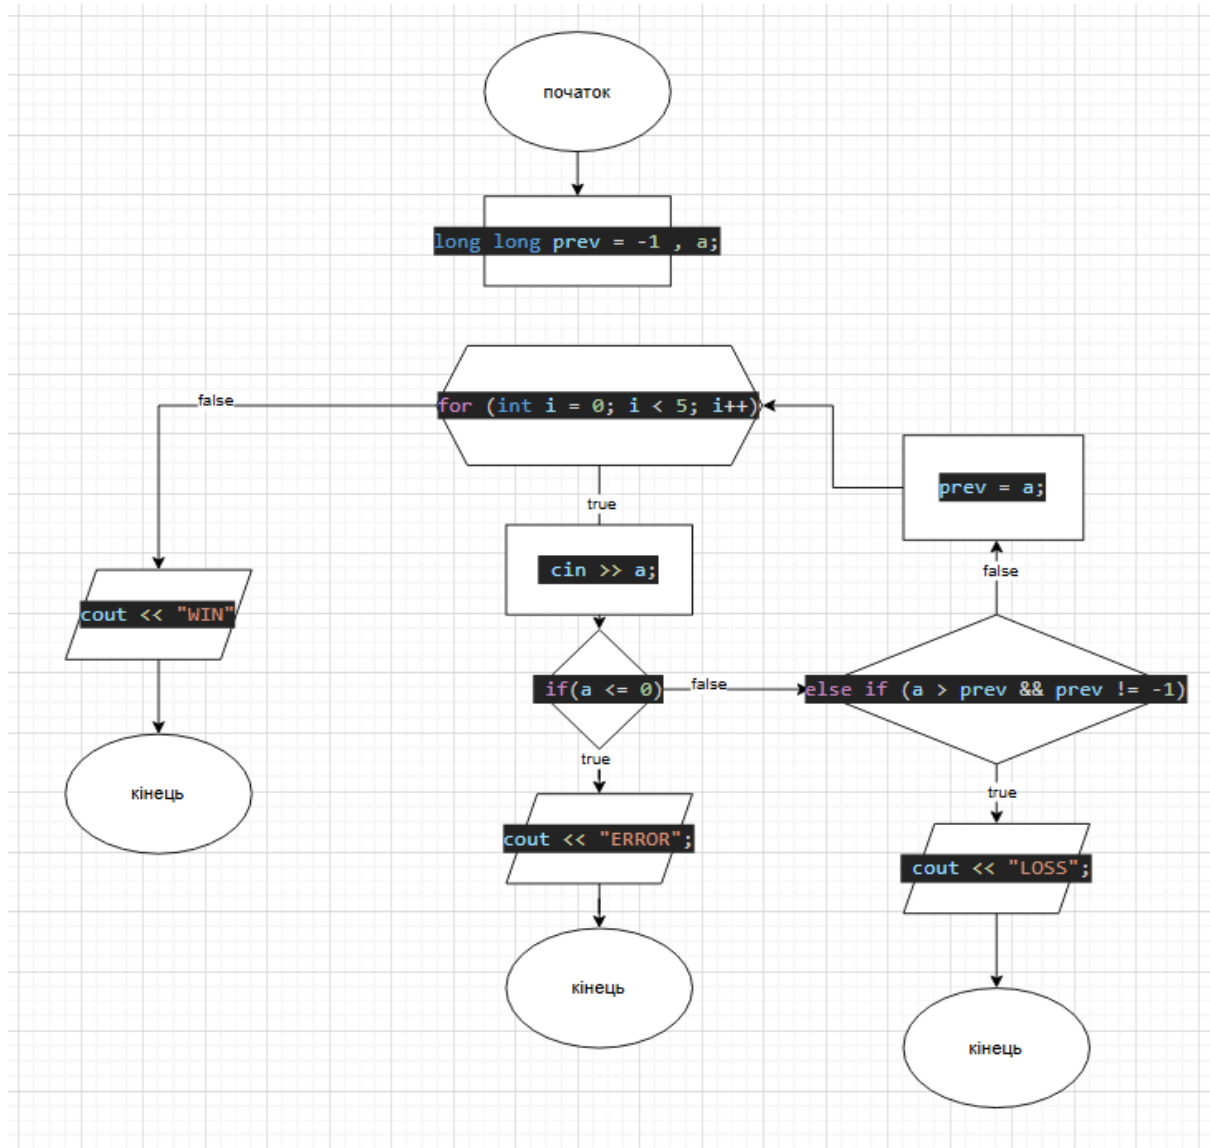 початок
long long prev = -1 , a;
for (int i = 0; i < 5; i++)
false
true
prev = a;
cin >> a;
false
cout << "WIN"
if(a <= 0)
false
else if (a > prev && prev != -1)
true
true
кінець
cout << "ERROR";
cout << "LOSS";
кінець
кінець